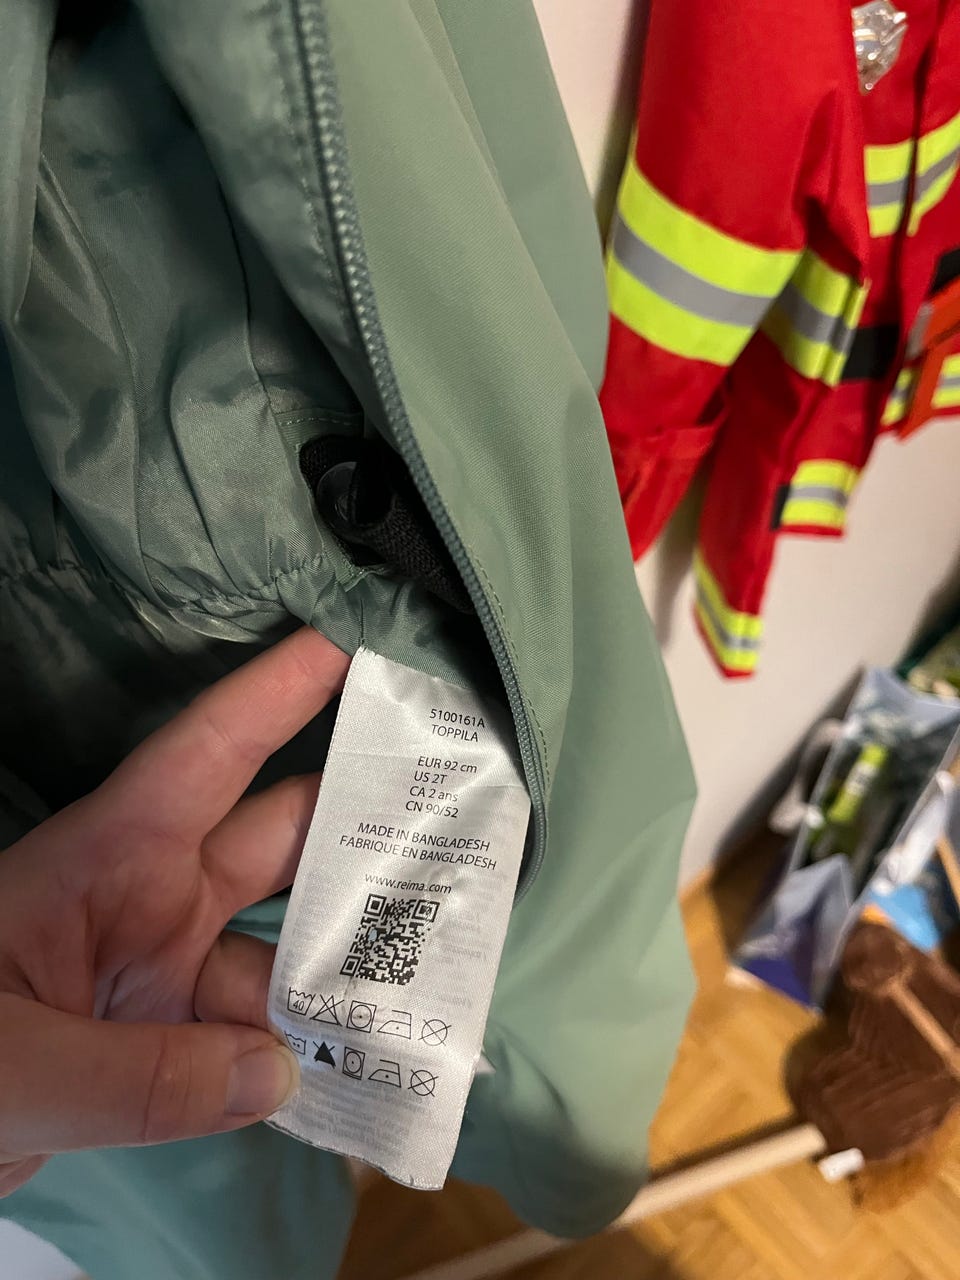 5100161A
TOPPILA
EUR 92 cm
US 2T
CA 2 ans
CN 90/52
MADE IN BANGLADESH
FABRIQUE EN BANGLADESH
www.reima.com
40